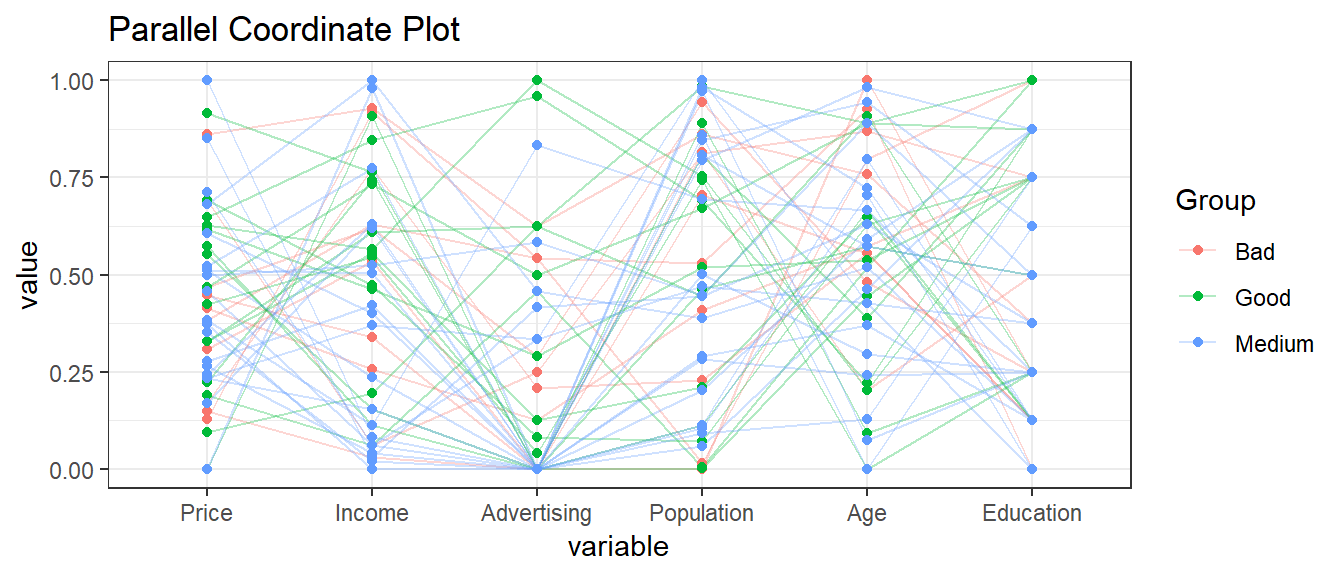 Parallel Coordinate Plot
1.00
0.75
0.50
0.25
0.00
value
Price Income Advertising Population Age Education
variable
Group
Bad
Good
Medium